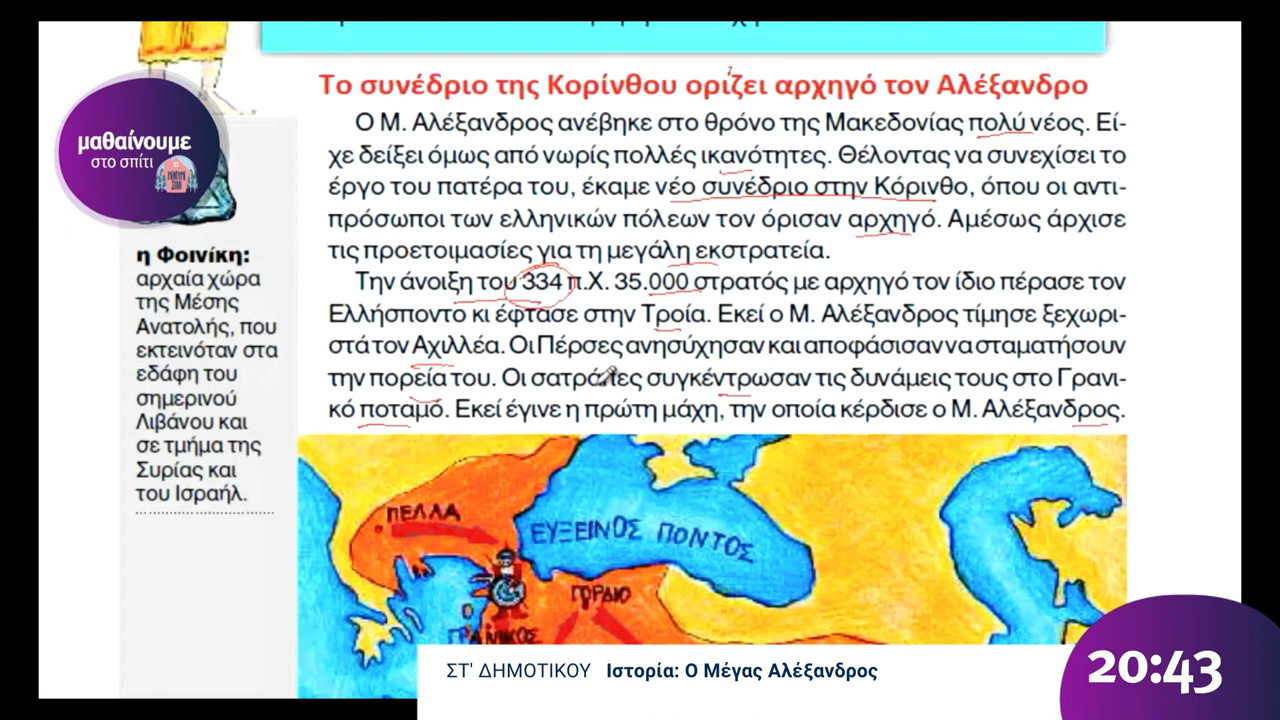 Το συνέδριο της Κορίνθου ορίζει αρχηγό τον Αλέξανδρο
Ο Μ. Αλέξανδρος ανέβηκε στο θρόνο της Μακεδονίας πολύ νέος. Εί-
χε δείξει όμως από νωρίς πολλές ικανότητες. Θέλοντας να συνεχίσει το
έργο του πατέρα του, έκαμε νέο συνέδριο στην Κόρινθο, όπου οι αντι-
πρόσωποι των ελληνικών πόλεων τον όρισαν αρχηγό. Αμέσως άρχισε
τις προετοιμασίες για τη μεγάλη εκστρατεία.
Την άνοιξη του 334 π.Χ. 35.000 στρατός με αρχηγό τον ίδιο πέρασε τον
Ελλήσποντο κι έφτασε στην Τροία. Εκεί ο Μ. Αλέξανδρος τίμησε ξεχωρι-
στά τον Αχιλλέα. Οι Πέρσες ανησύχησαν και αποφάσισαν να σταματήσουν
την πορεία του. Οι σατράπες συγκέντρωσαν τις δυνάμεις τους στο Γρανι-
κό ποταμό. Εκεί έγινε η πρώτη μάχη, την οποία κέρδισε ο Μ. Αλέξανδρος.
μαθαίνουμε
στο σπίτι
η Φοινίκη:
αρχαία χώρα
της Μέσης
Ανατολής, που
εκτεινόταν στα
εδάφη του
σημερινού
Λιβάνου και
σε τμήμα της
Συρίας και
του Ισραήλ.
ΠΕΛΛΑ
ΕΥΞΕΙΝΟΣ ΠΟΝΤΟΣ
ΓΟΡΔΙΟ
ΓΡΑΝΙΚΟΣ
ΣΤ' ΔΗΜΟΤΙΚΟΥ Ιστορία: Ο Μέγας Αλέξανδρος
20:43